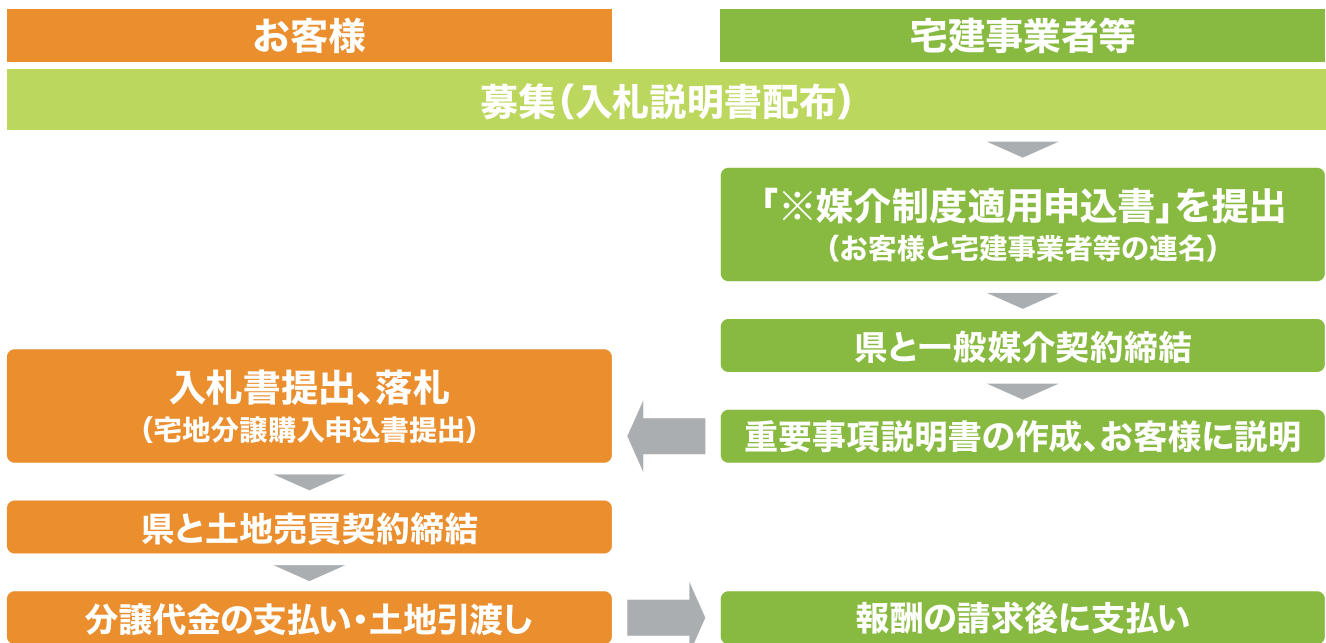 お客様
宅建事業者等
募集(入札説明書配布)
「※媒介制度適用申込書」を提出
(お客様と宅建事業者等の連名)
県と一般媒介契約締結
重要事項説明書の作成、お客様に説明
入札書提出、落札
(宅地分譲購入申込書提出)
県と土地売買契約締結
分譲代金の支払い・土地引渡し
報酬の請求後に支払い